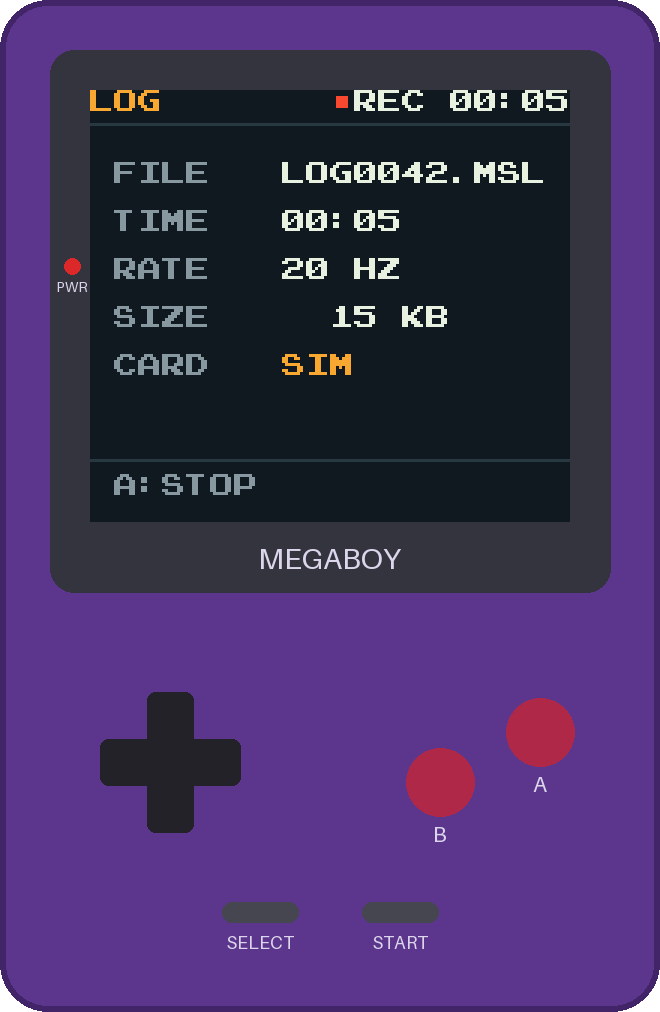 LOG REC 00:05
FILE LOG0042.MSL
TIME 00:05
RATE 20 HZ
PWR
SIZE 15 KB
CARD SIM
A:STOP
MEGABOY
A
B
SELECT START